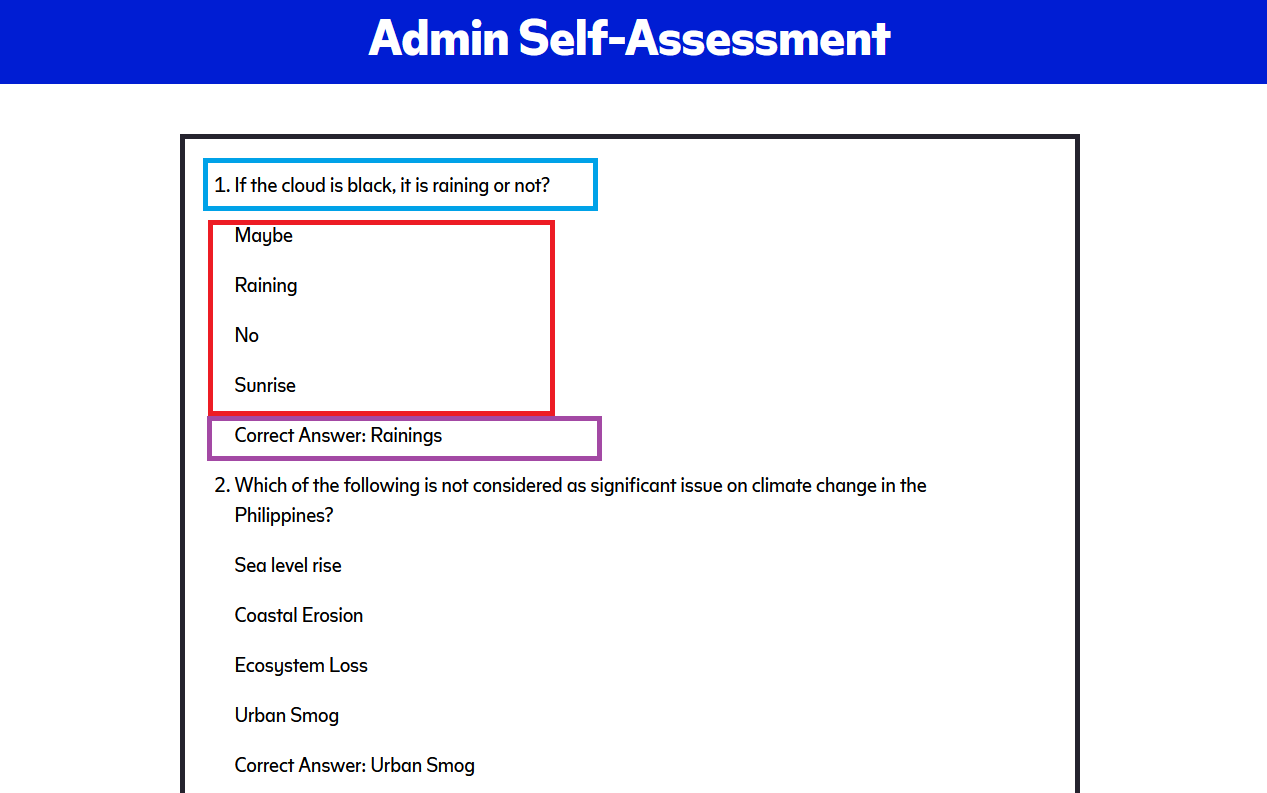 Admin Self-Assessment
1. If the cloud is black, it is raining or not?
Maybe
Raining
No
Sunrise
Correct Answer: Rainings
2. Which of the following is not considered as significant issue on climate change in the
Philippines?
Sea level rise
Coastal Erosion
Ecosystem Loss
Urban Smog
Correct Answer: Urban Smog